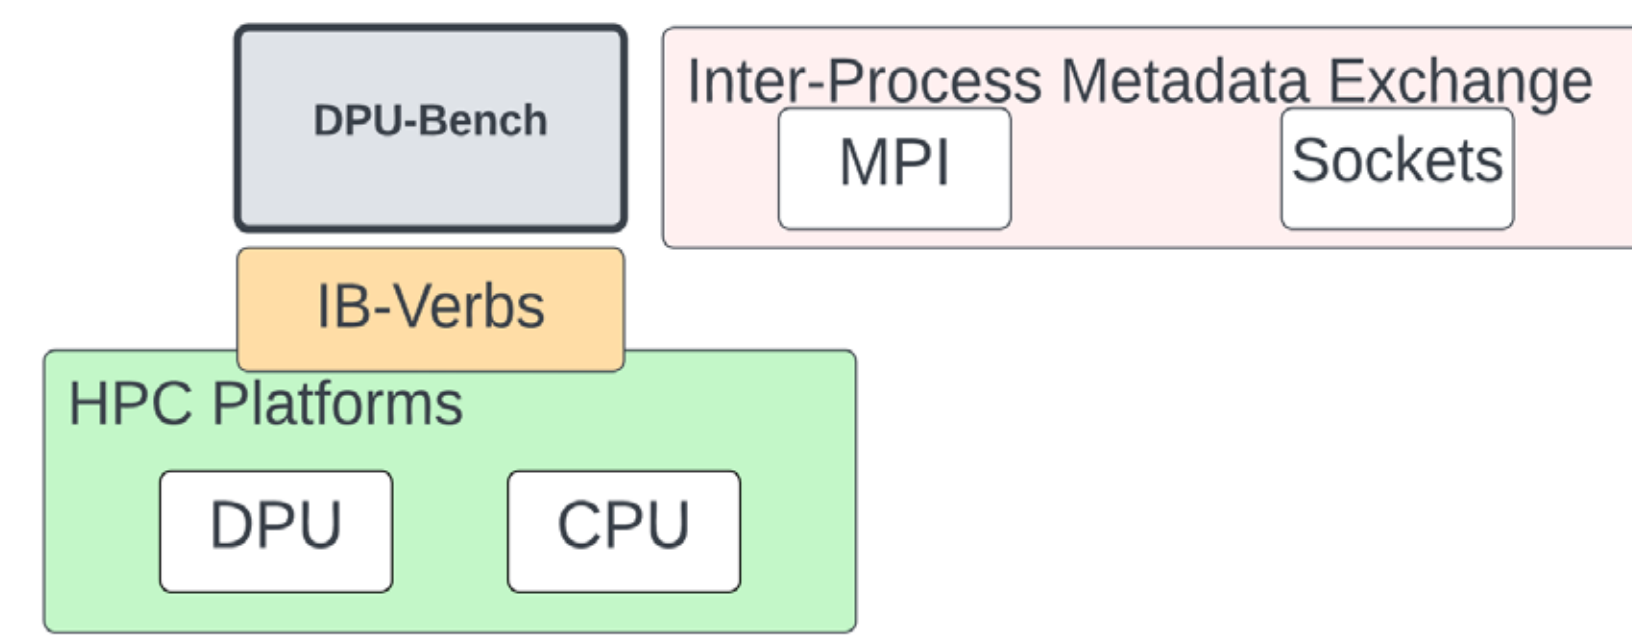 DPU-Bench
Inter-Process Metadata Exchange
MPI
Sockets
IB-Verbs
HPC Platforms
DPU
CPU